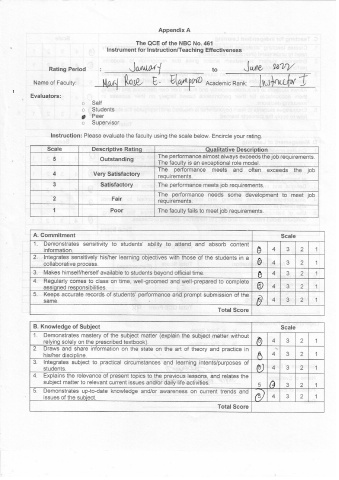 Appendix A
The QCE of the NBC No. 461
Instrument for Instruction/Teaching Effectiveness
Rating Period : January to June 2022
Name of Faculty: Mary Rose E. Academic Rank: Instructor I
Evaluators:
Self
Students
Peer
Supervisor
Instruction: Please evaluate the faculty using the scale below. Encircle your rating.
Scale Descriptive Rating Qualitative Description
5 Outstanding The performance almost always exceeds the job requirements. The faculty is an exceptional role model.
4 Very Satisfactory The performance meets and often exceeds the job requirements.
3 Satisfactory The performance meets job requirements.
2 Fair The performance needs some development to meet job requirements.
1 Poor The faculty fails to meet job requirements.
A. Commitment Scale
1. Demonstrates sensitivity to students' ability to attend and absorb content information. 5 4 3 2 1
2. Integrates sensitively his/her learning objectives with those of the students in a collaborative process. 5 4 3 2 1
3. Makes himself/herself available to students beyond official time. 5 4 3 2 1
4. Regularly comes to class on time, well-groomed and well-prepared to complete assigned responsibilities. 5 4 3 2 1
5. Keeps accurate records of students' performance and prompt submission of the same. 5 4 3 2 1
Total Score
B. Knowledge of Subject Scale
1. Demonstrates mastery of the subject matter (explain the subject matter without relying solely on the prescribed textbook). 5 4 3 2 1
2. Draws and share information on the state on the art of theory and practice in his/her discipline. 5 4 3 2 1
3. Integrates subject to practical circumstances and learning intents/purposes of students. 5 4 3 2 1
4. Explains the relevance of present topics to the previous lessons, and relates the subject matter to relevant current issues and/or daily life activities. 5 4 3 2 1
5. Demonstrates up-to-date knowledge and/or awareness on current trends and issues of the subject. 5 4 3 2 1
Total Score